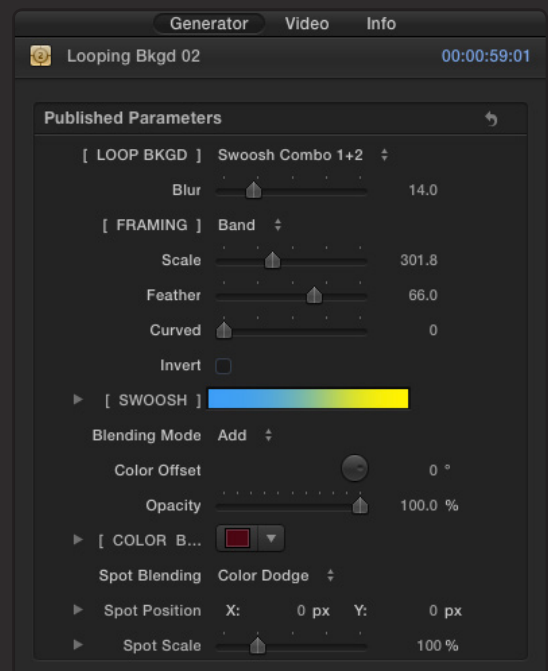 Generator Video Info
2 Looping Bkgd 02 00:00:59:01
Published Parameters
[ LOOP BKGD ] Swoosh Combo 1+2
Blur 14.0
[ FRAMING ] Band
Scale 301.8
Feather 66.0
Curved 0
Invert
[ SWOOSH ]
Blending Mode Add
Color Offset 0 °
Opacity 100.0 %
[ COLOR B...
Spot Blending Color Dodge
Spot Position X: 0 px Y: 0 px
Spot Scale 100 %